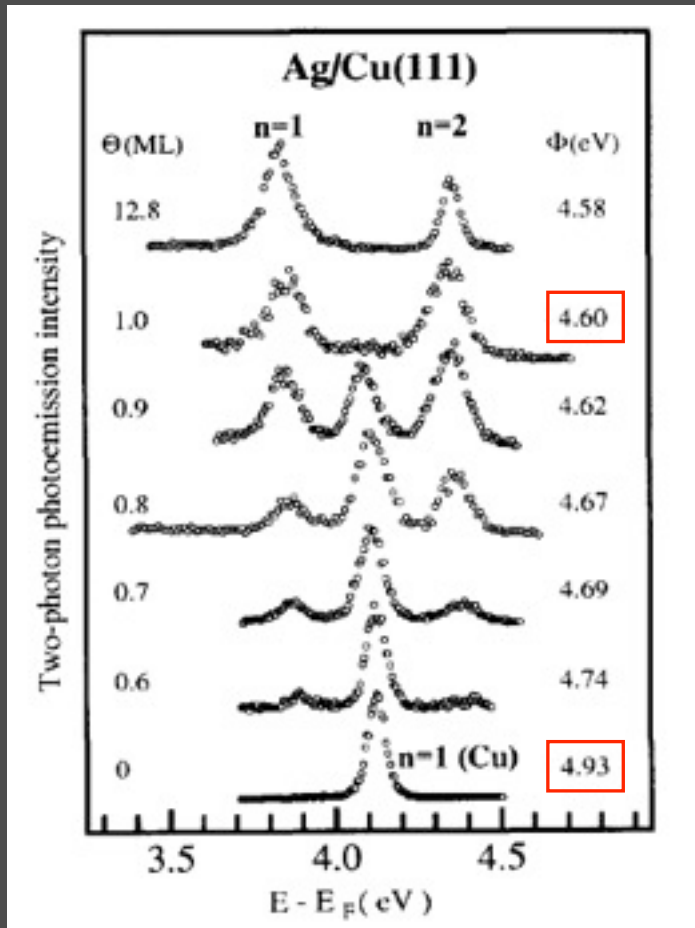 Ag/Cu(111)
n=1 n=2
Θ(ML) Φ(eV)
12.8 4.58
1.0 4.60
0.9 4.62
0.8 4.67
0.7 4.69
0.6 4.74
n=1 (Cu)
0 4.93
3.5 4.0 4.5
E - E F ( eV )
Two-photon photoemission intensity